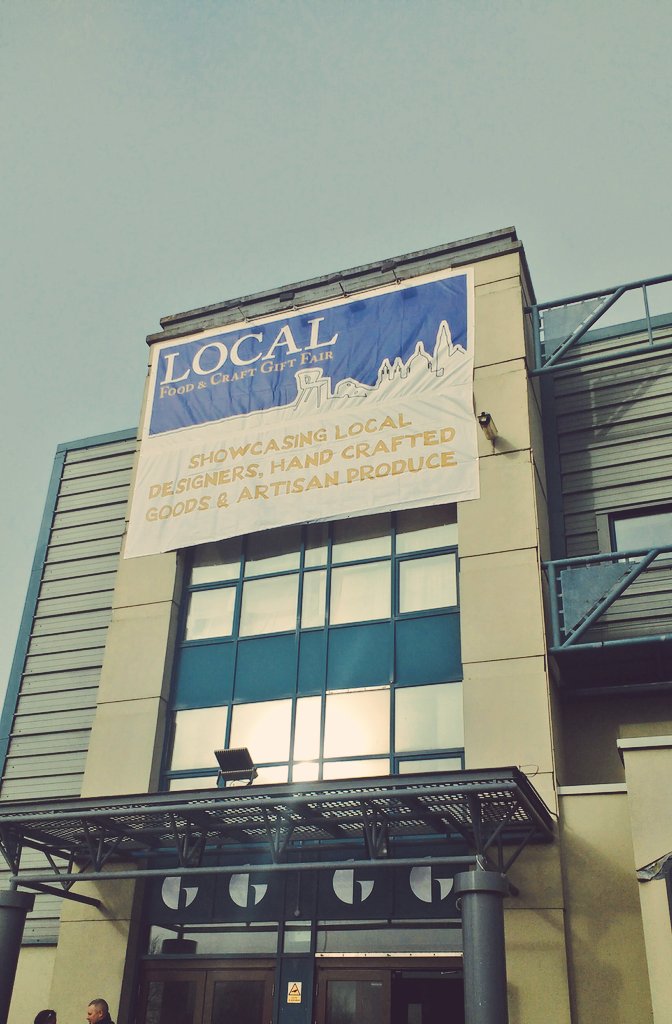 LOCAL
FOOD & CRAFT GIFT FAIR
SHOWCASING LOCAL
DESIGNERS, HAND CRAFTED
GOODS & ARTISAN PRODUCE